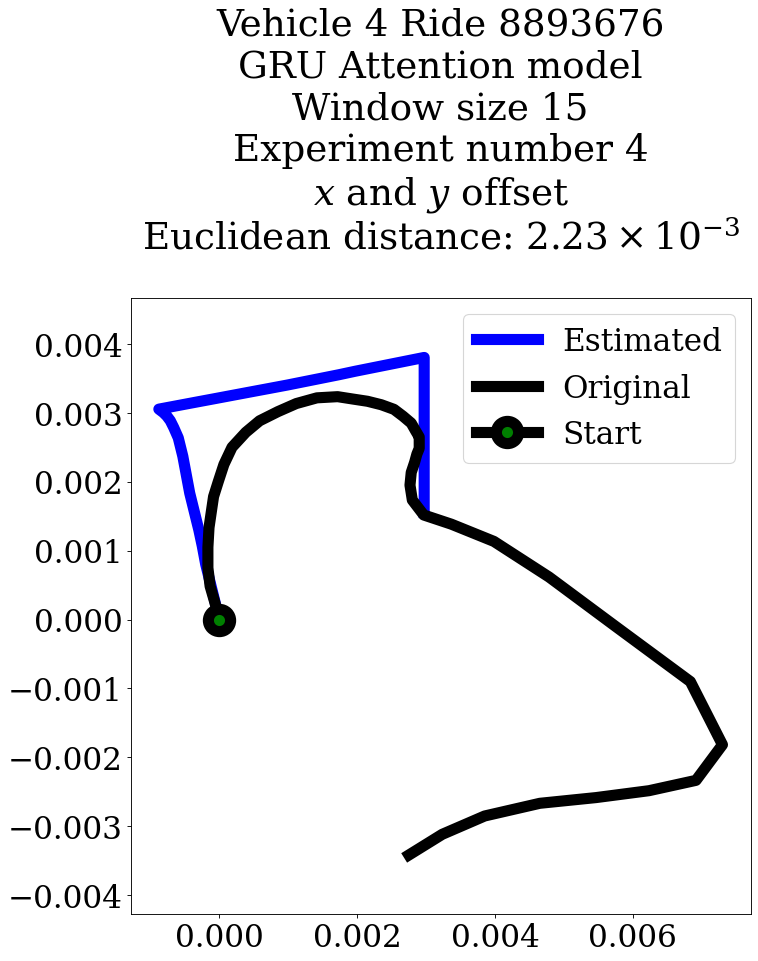 Vehicle 4 Ride 8893676
GRU Attention model
Window size 15
Experiment number 4
x and y offset
Euclidean distance: 2.23 × 10⁻³
Estimated
Original
Start
0.004
0.003
0.002
0.001
0.000
−0.001
−0.002
−0.003
−0.004
0.000 0.002 0.004 0.006